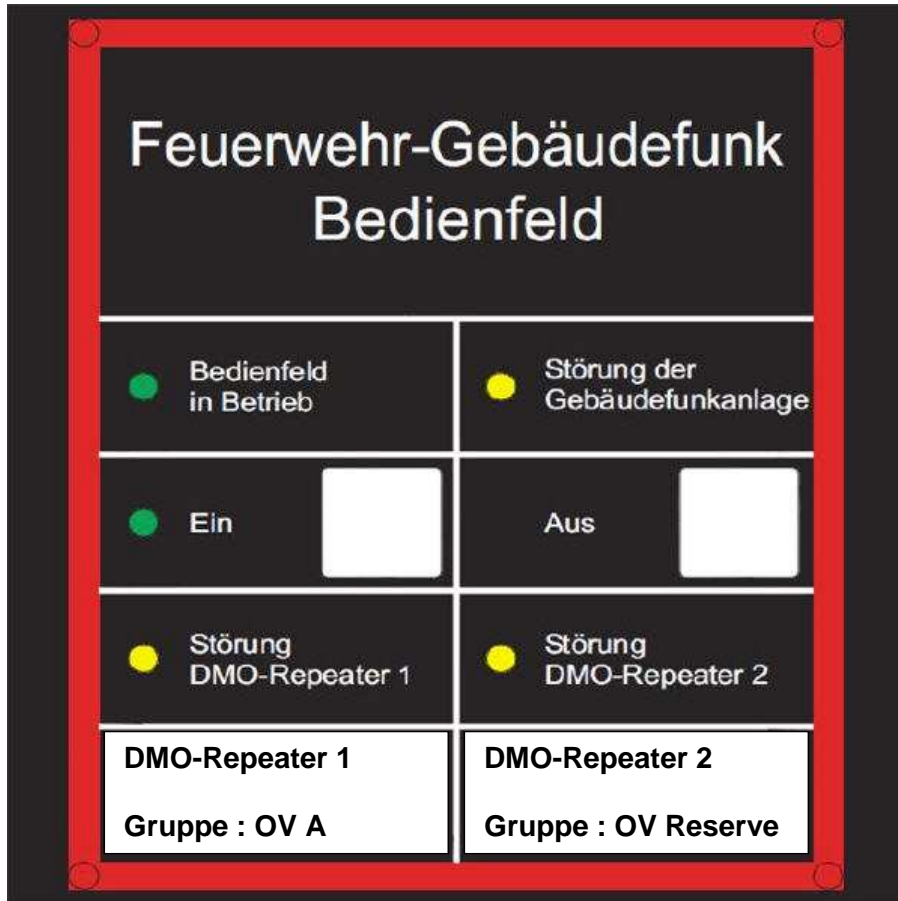 Feuerwehr-Gebäudefunk
Bedienfeld
Bedienfeld
in Betrieb
Störung der
Gebäudefunkanlage
Ein
Aus
Störung
DMO-Repeater 1
Störung
DMO-Repeater 2
DMO-Repeater 1
Gruppe : OV A
DMO-Repeater 2
Gruppe : OV Reserve